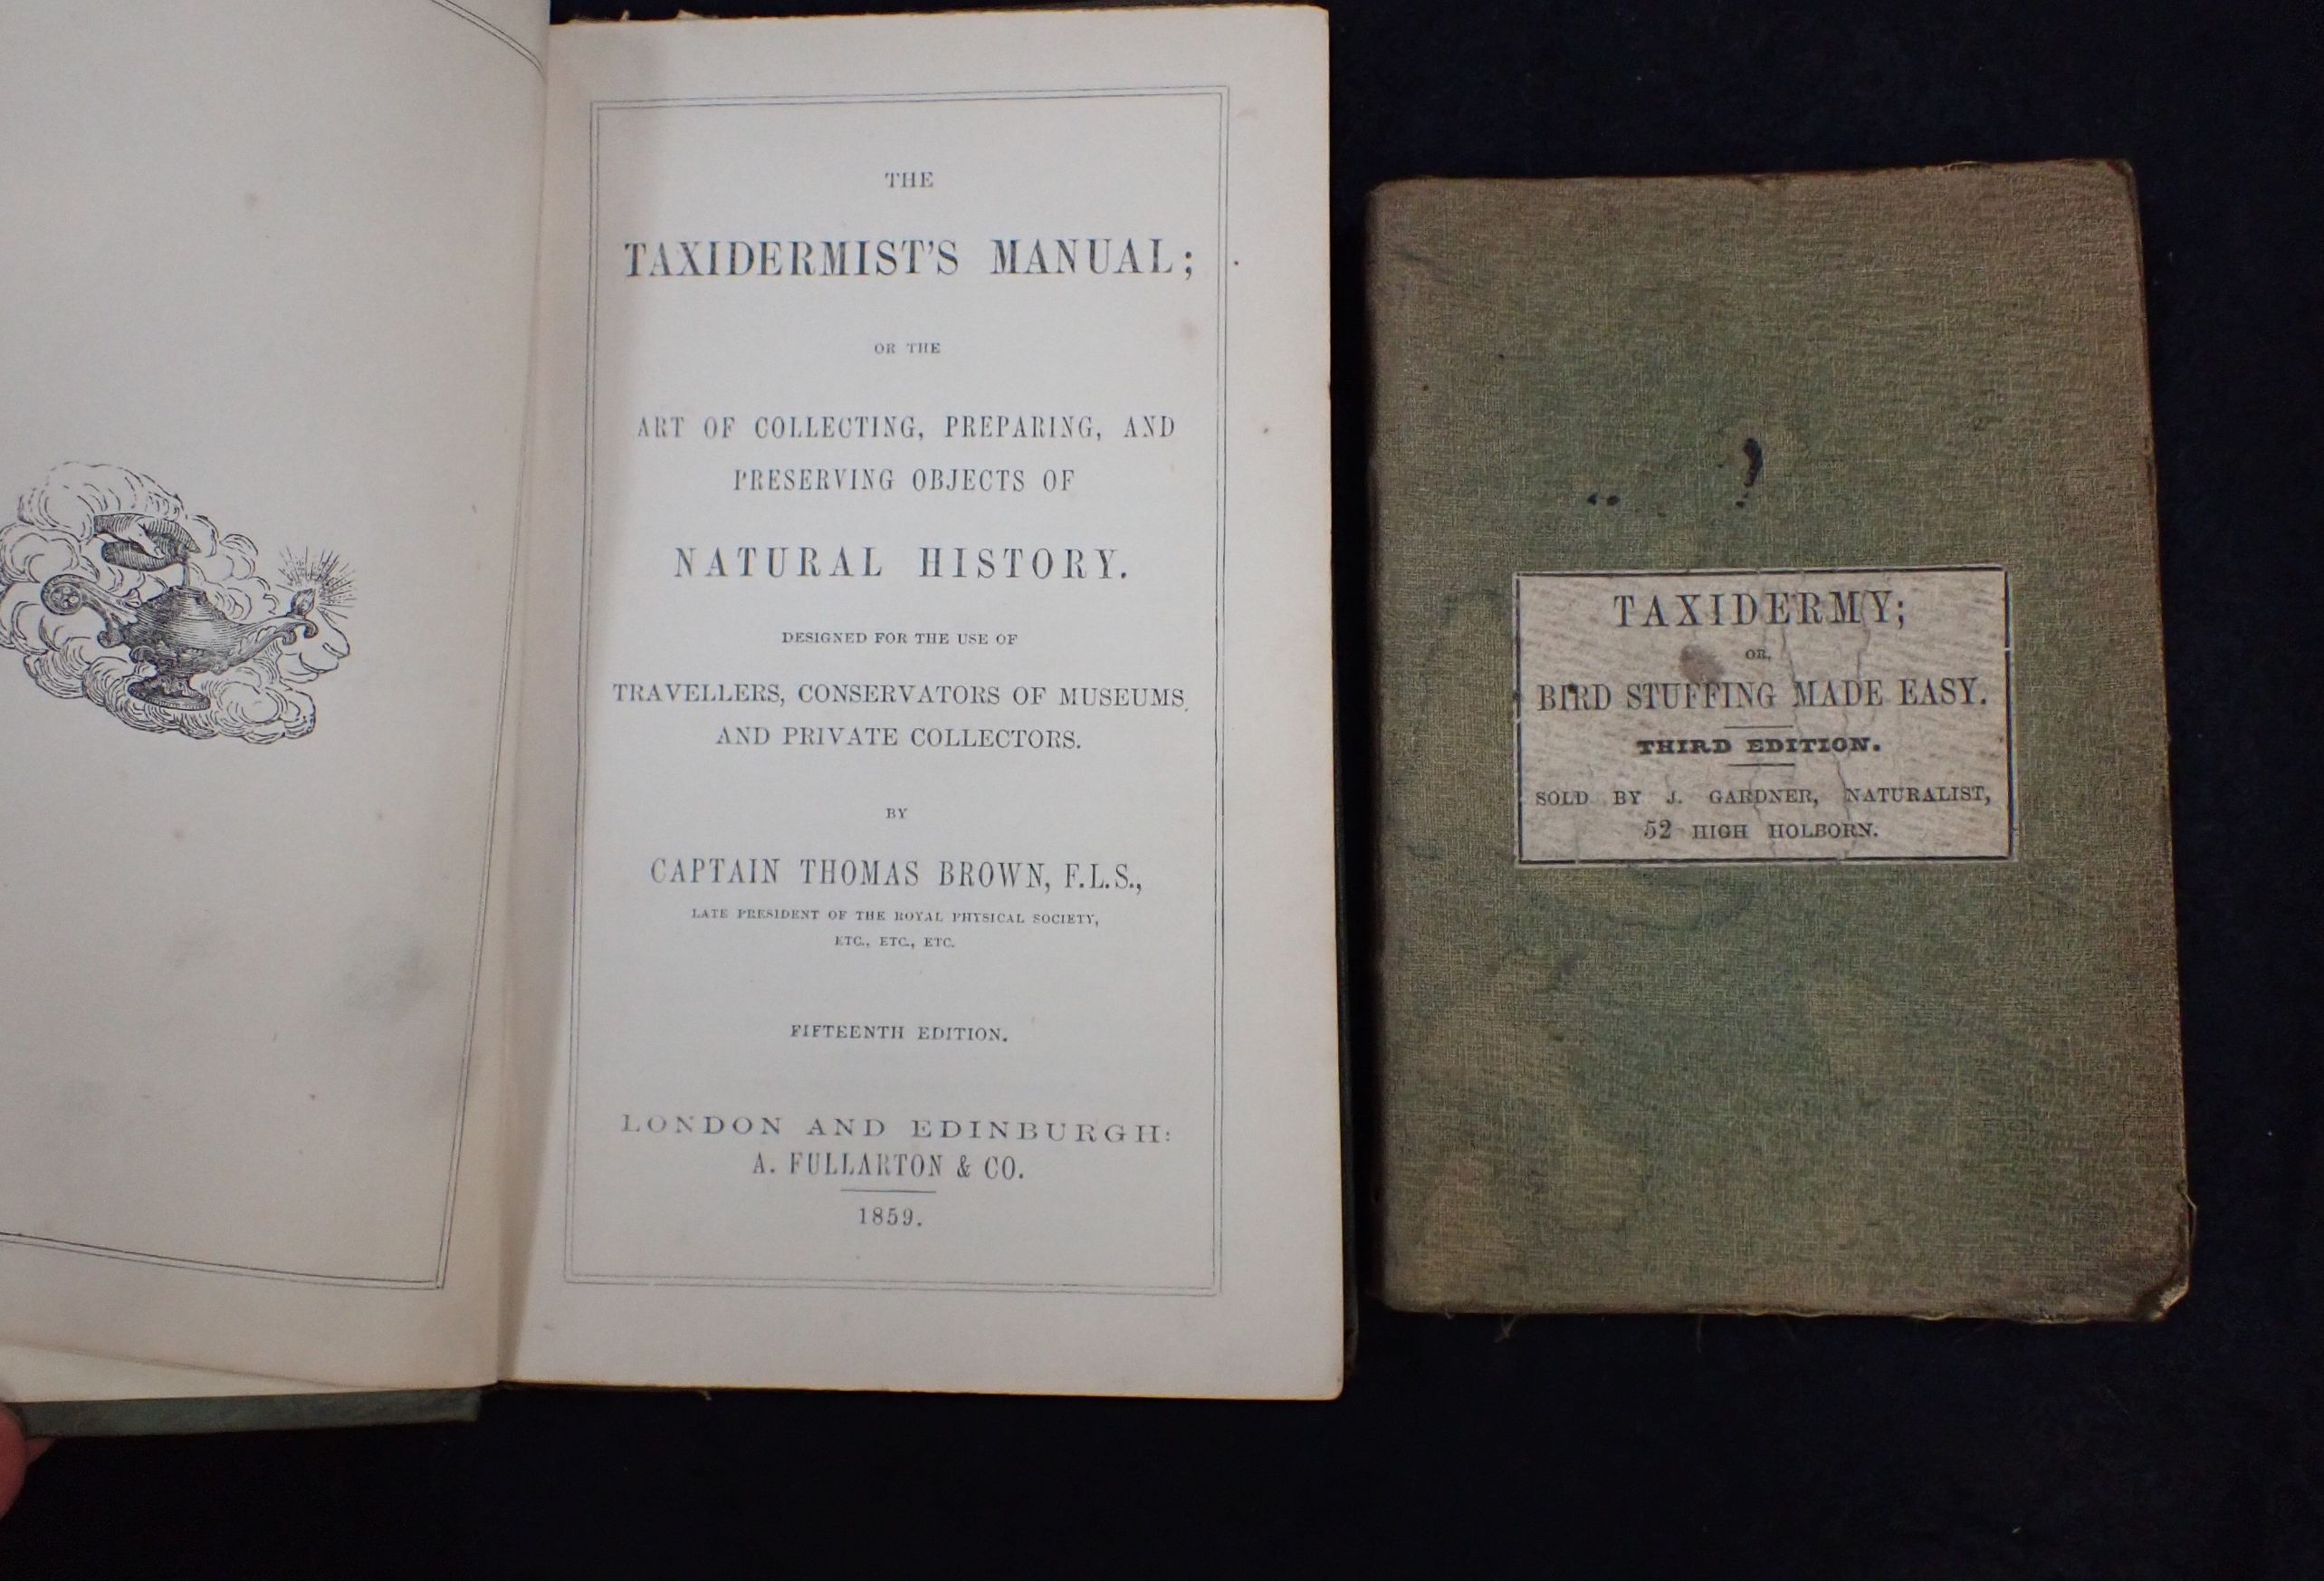 THE
TAXIDERMIST'S MANUAL;
OR THE
ART OF COLLECTING, PREPARING, AND
PRESERVING OBJECTS OF
NATURAL HISTORY.
DESIGNED FOR THE USE OF
TRAVELLERS, CONSERVATORS OF MUSEUMS,
AND PRIVATE COLLECTORS.
BY
CAPTAIN THOMAS BROWN, F.L.S.,
LATE PRESIDENT OF THE ROYAL PHYSICAL SOCIETY,
ETC., ETC., ETC.
FIFTEENTH EDITION.
LONDON AND EDINBURGH:
A. FULLARTON & CO.
1859.
TAXIDERMY;
OR,
BIRD STUFFING MADE EASY.
THIRD EDITION.
SOLD BY J. GARDNER, NATURALIST,
52 HIGH HOLBORN.